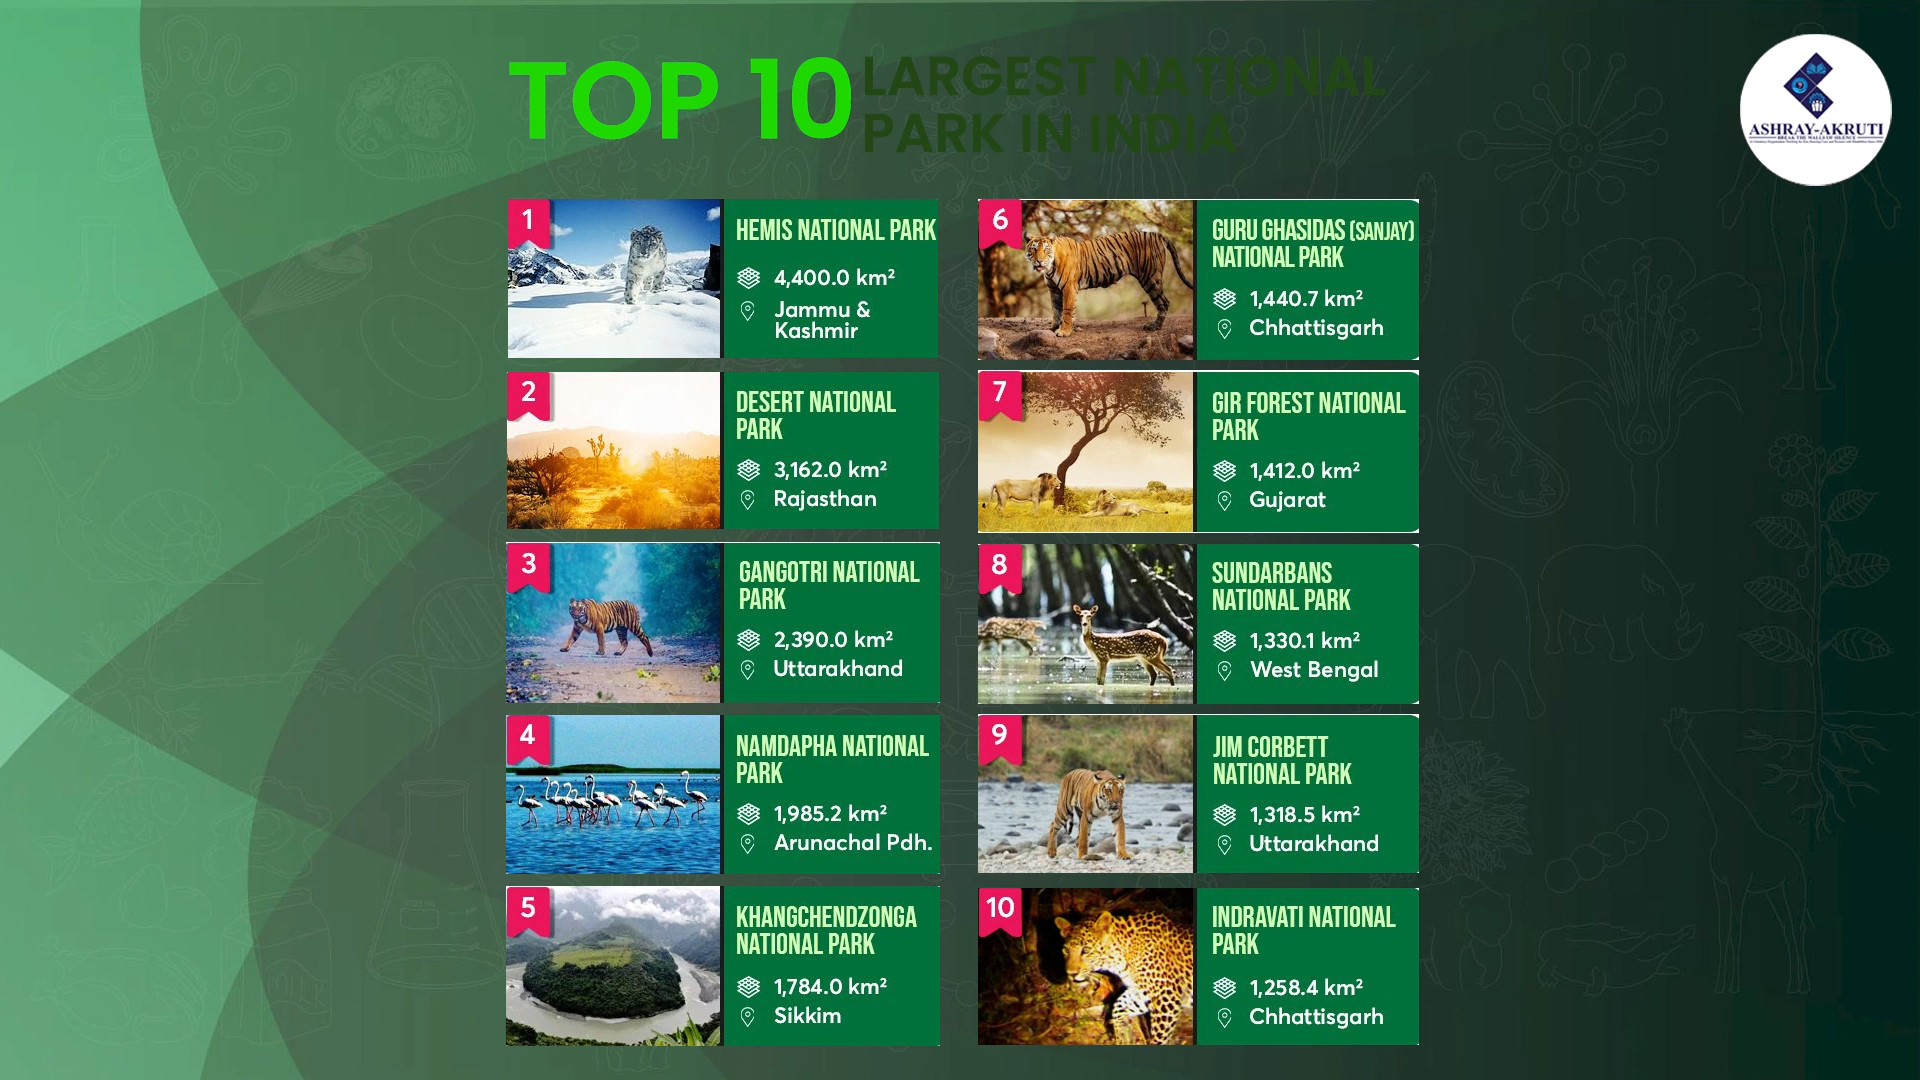 TOP 10
LARGEST NATIONAL
PARK IN INDIA
ASHRAY-AKRUTI
BREAK THE WALLS OF SILENCE
1
HEMIS NATIONAL PARK
4,400.0 km²
Jammu &
Kashmir
2
DESERT NATIONAL
PARK
3,162.0 km²
Rajasthan
3
GANGOTRI NATIONAL
PARK
2,390.0 km²
Uttarakhand
4
NAMDAPHA NATIONAL
PARK
1,985.2 km²
Arunachal Pdh.
5
KHANGCHENDZONGA
NATIONAL PARK
1,784.0 km²
Sikkim
6
GURU GHASIDAS (SANJAY)
NATIONAL PARK
1,440.7 km²
Chhattisgarh
7
GIR FOREST NATIONAL
PARK
1,412.0 km²
Gujarat
8
SUNDARBANS
NATIONAL PARK
1,330.1 km²
West Bengal
9
JIM CORBETT
NATIONAL PARK
1,318.5 km²
Uttarakhand
10
INDRAVATI NATIONAL
PARK
1,258.4 km²
Chhattisgarh